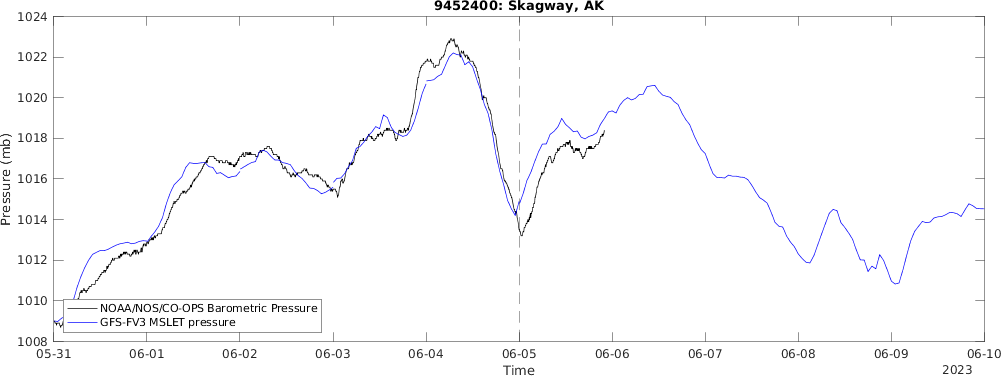 9452400: Skagway, AK
Pressure (mb)
1024
1022
1020
1018
1016
1014
1012
1010
1008
NOAA/NOS/CO-OPS Barometric Pressure
GFS-FV3 MSLET pressure
05-31 06-01 06-02 06-03 06-04 06-05 06-06 06-07 06-08 06-09 06-10
Time
2023